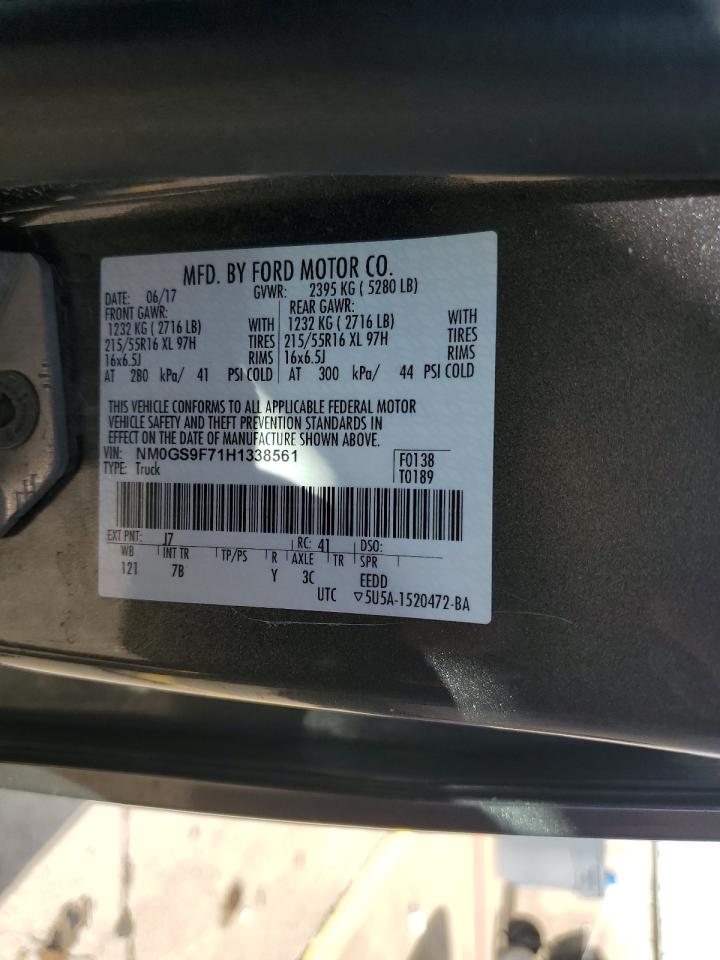 MFD. BY FORD MOTOR CO.
DATE: 06/17 GVWR: 2395 KG ( 5280 LB)
FRONT GAWR: REAR GAWR:
1232 KG ( 2716 LB) WITH 1232 KG ( 2716 LB) WITH
215/55R16 XL 97H TIRES 215/55R16 XL 97H TIRES
16x6.5J RIMS 16x6.5J RIMS
AT 280 kPa/ 41 PSI COLD AT 300 kPa/ 44 PSI COLD
THIS VEHICLE CONFORMS TO ALL APPLICABLE FEDERAL MOTOR
VEHICLE SAFETY AND THEFT PREVENTION STANDARDS IN
EFFECT ON THE DATE OF MANUFACTURE SHOWN ABOVE.
VIN: NM0GS9F71H1338561 F0138
TYPE: Truck T0189
EXT PNT: J7 RC: 41 DSO:
WB INT TR TP/PS R AXLE TR SPR
121 7B Y 3C EEDD
UTC ▽5U5A-1520472-BA